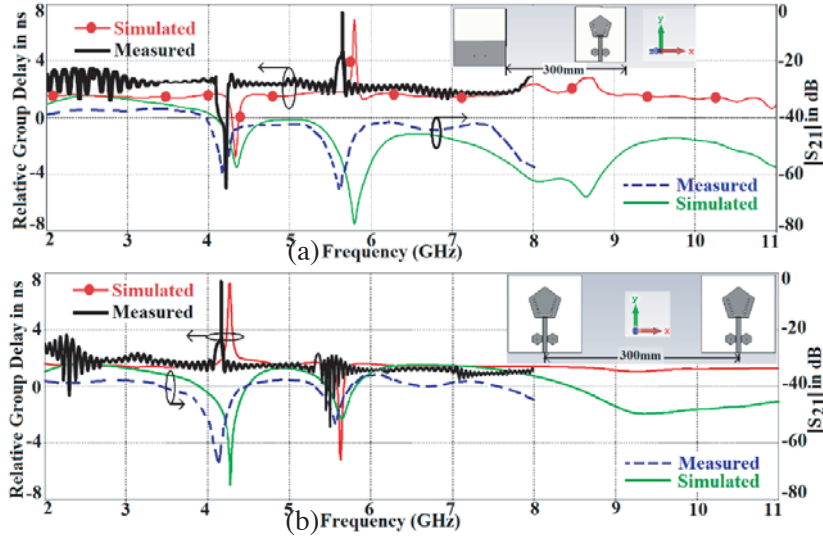 8
4
0
-4
-8
Relative Group Delay in ns
Simulated
Measured
300mm
y
x
0
-20
-40
-60
-80
|S21| in dB
Measured
Simulated
2
3
4
5
6
7
8
9
10
11
(a)
Frequency (GHz)
8
4
0
-4
-8
Relative Group Delay in ns
Simulated
Measured
y
x
300mm
0
-20
-40
-60
-80
|S21| in dB
Measured
Simulated
2
3
4
5
6
7
8
9
10
11
(b)
Frequency (GHz)